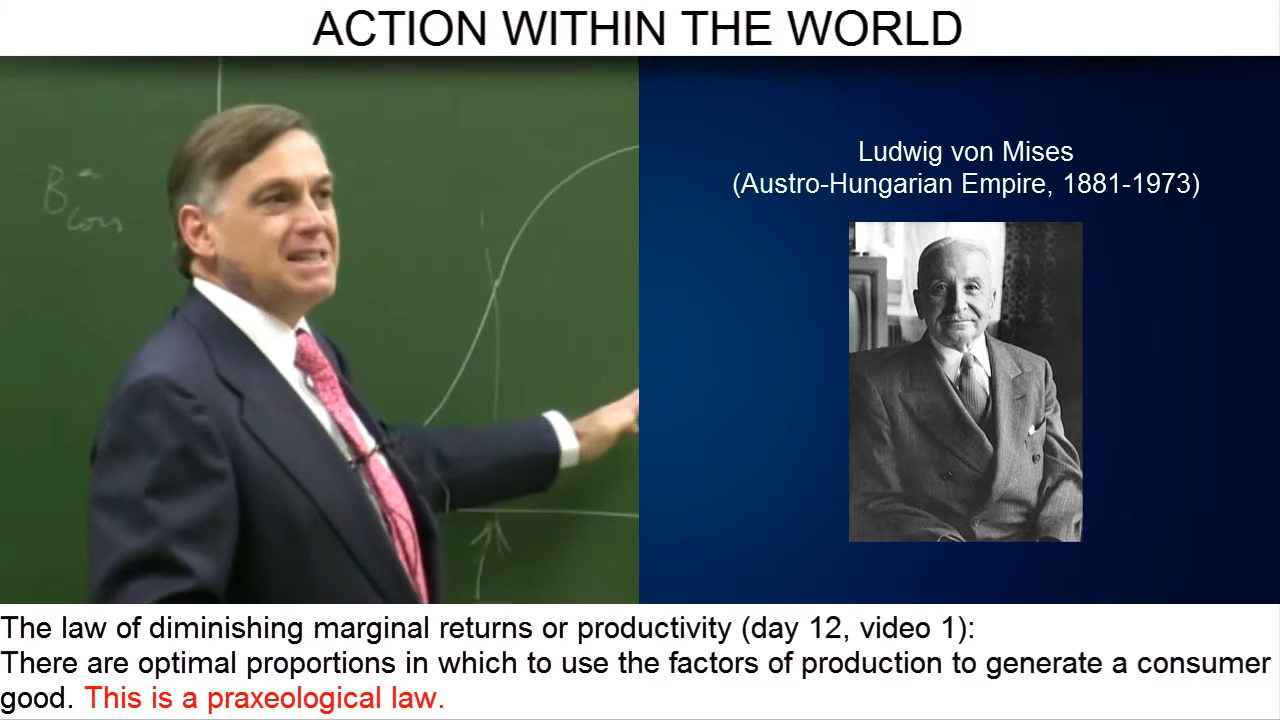 ACTION WITHIN THE WORLD
Ludwig von Mises
(Austro-Hungarian Empire, 1881-1973)
The law of diminishing marginal returns or productivity (day 12, video 1):
There are optimal proportions in which to use the factors of production to generate a consumer
good. This is a praxeological law.